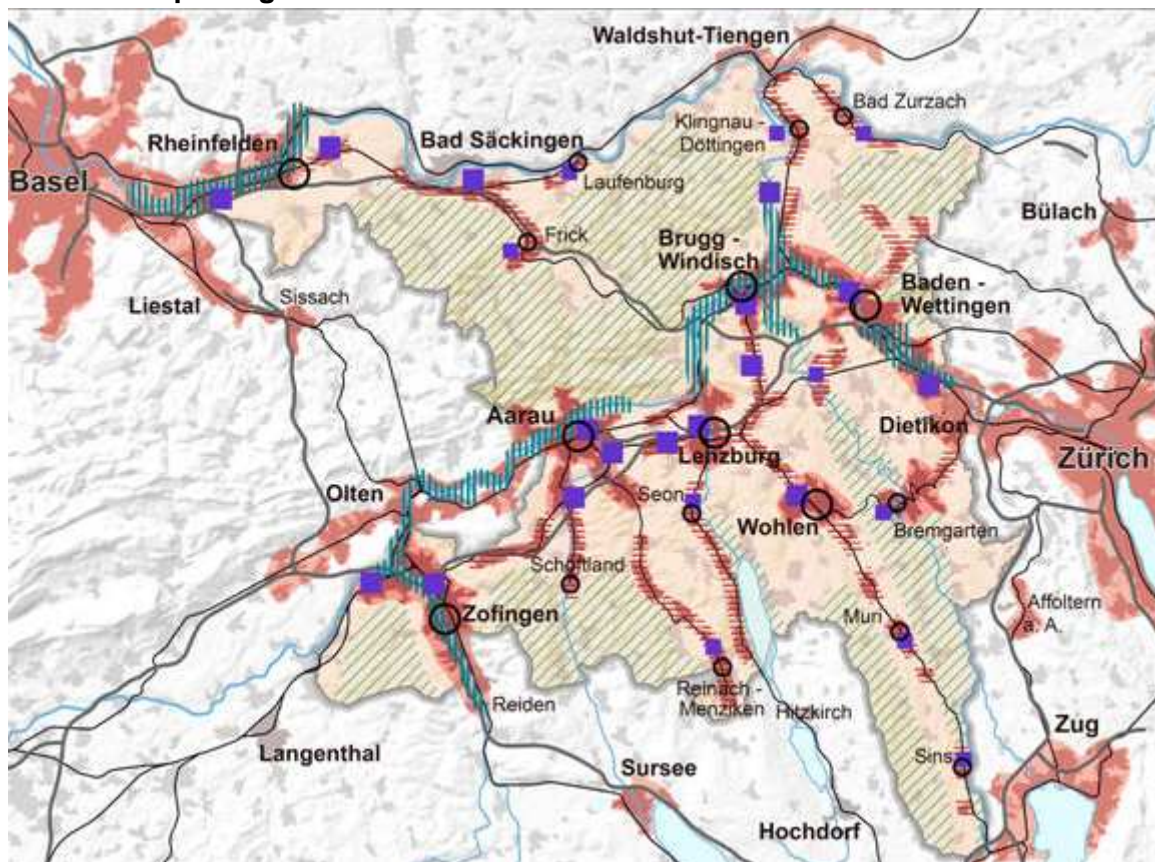 Waldshut-Tiengen
Bad Zurzach
Klingnau -
Döttingen
Rheinfelden
Bad Säckingen
Basel
Laufenburg
Bülach
Frick
Brugg -
Windisch
Baden -
Wettingen
Liestal
Sissach
Aarau
Dietikon
Lenzburg
Zürich
Olten
Seon
Wohlen
Bremgarten
Schöftland
Zofingen
Affoltern
a. A.
Muri
Reinach -
Menziken
Reiden
Hitzkirch
Langenthal
Zug
Sins
Sursee
Hochdorf